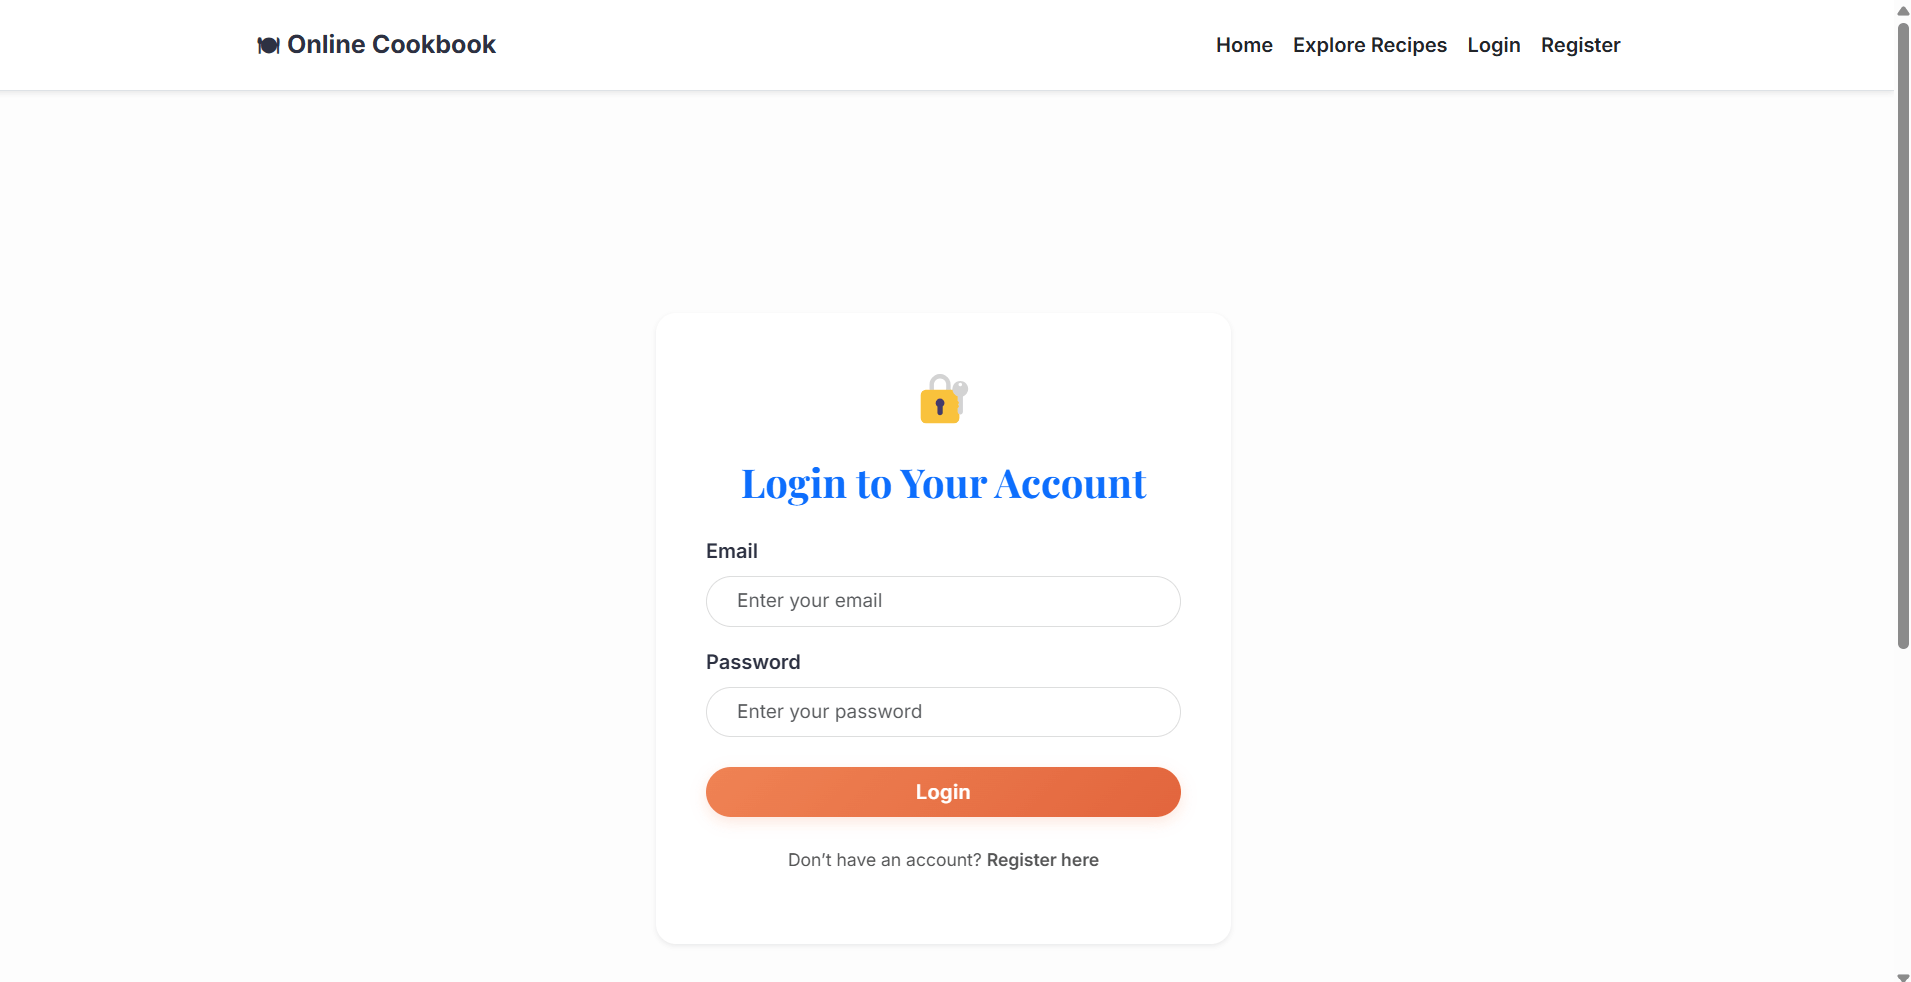 Online Cookbook
Home Explore Recipes Login Register
Login to Your Account
Email
Enter your email
Password
Enter your password
Login
Don’t have an account? Register here